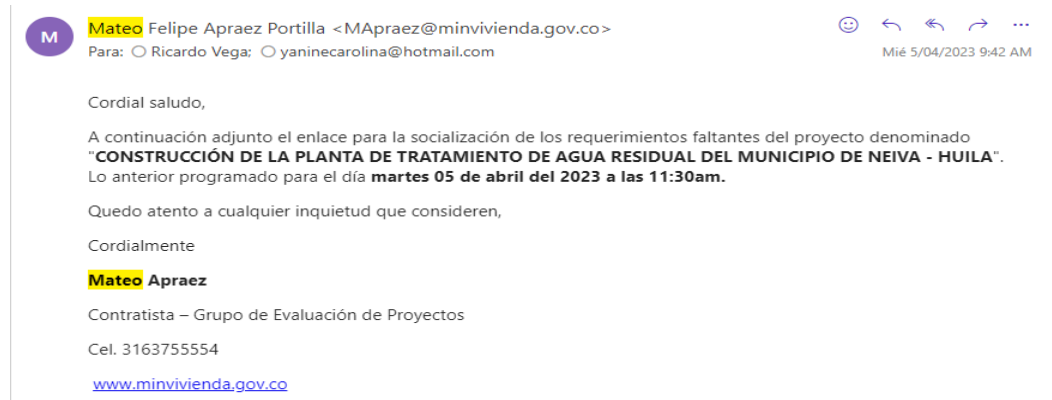 M
Mateo Felipe Apraez Portilla <MApraez@minvivienda.gov.co>
Para: Ricardo Vega; yaninecarolina@hotmail.com
Mié 5/04/2023 9:42 AM
Cordial saludo,
A continuación adjunto el enlace para la socialización de los requerimientos faltantes del proyecto denominado
"CONSTRUCCIÓN DE LA PLANTA DE TRATAMIENTO DE AGUA RESIDUAL DEL MUNICIPIO DE NEIVA - HUILA".
Lo anterior programado para el día martes 05 de abril del 2023 a las 11:30am.
Quedo atento a cualquier inquietud que consideren,
Cordialmente
Mateo Apraez
Contratista – Grupo de Evaluación de Proyectos
Cel. 3163755554
www.minvivienda.gov.co